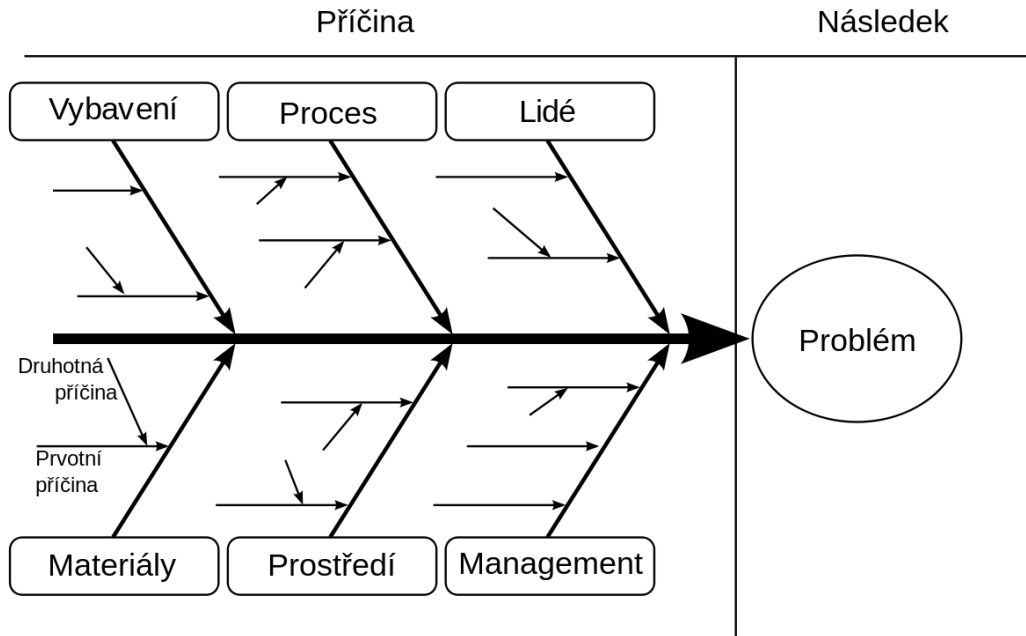 Příčina
Následek
Vybavení
Proces
Lidé
Problém
Druhotná
příčina
Prvotní
příčina
Materiály
Prostředí
Management